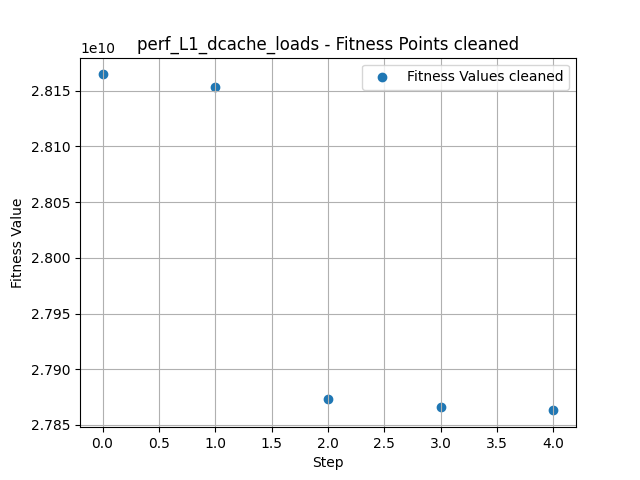 perf_L1_dcache_loads - Fitness Points cleaned
1e10
Fitness Values cleaned
2.815
2.810
2.805
2.800
2.795
2.790
2.785
Fitness Value
0.0 0.5 1.0 1.5 2.0 2.5 3.0 3.5 4.0
Step